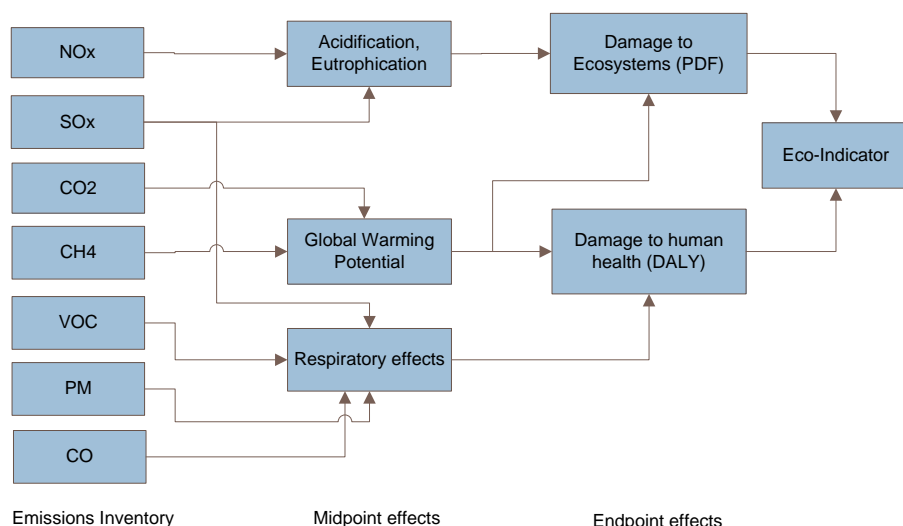 NOx
SOx
CO2
CH4
VOC
PM
CO
Acidification,
Eutrophication
Global Warming
Potential
Respiratory effects
Damage to
Ecosystems (PDF)
Damage to human
health (DALY)
Eco-Indicator
Emissions Inventory
Midpoint effects
Endpoint effects